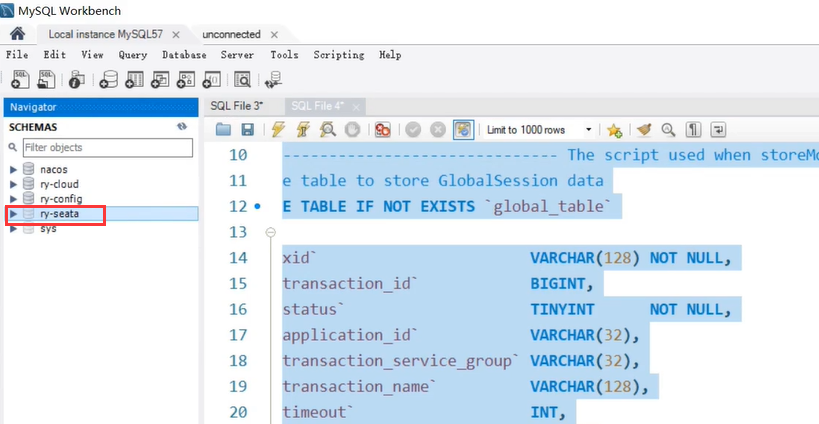 MySQL Workbench
Local instance MySQL57 unconnected
File Edit View Query Database Server Tools Scripting Help
Navigator
SCHEMAS
Filter objects
nacos
ry-cloud
ry-config
ry-seata
sys
SQL File 3* SQL File 4*
Limit to 1000 rows
10 ------------------------------ The script used when storeMo
11 e table to store GlobalSession data
12 E TABLE IF NOT EXISTS `global_table`
13
14 xid` VARCHAR(128) NOT NULL,
15 transaction_id` BIGINT,
16 status` TINYINT NOT NULL,
17 application_id` VARCHAR(32),
18 transaction_service_group` VARCHAR(32),
19 transaction_name` VARCHAR(128),
20 timeout` INT,